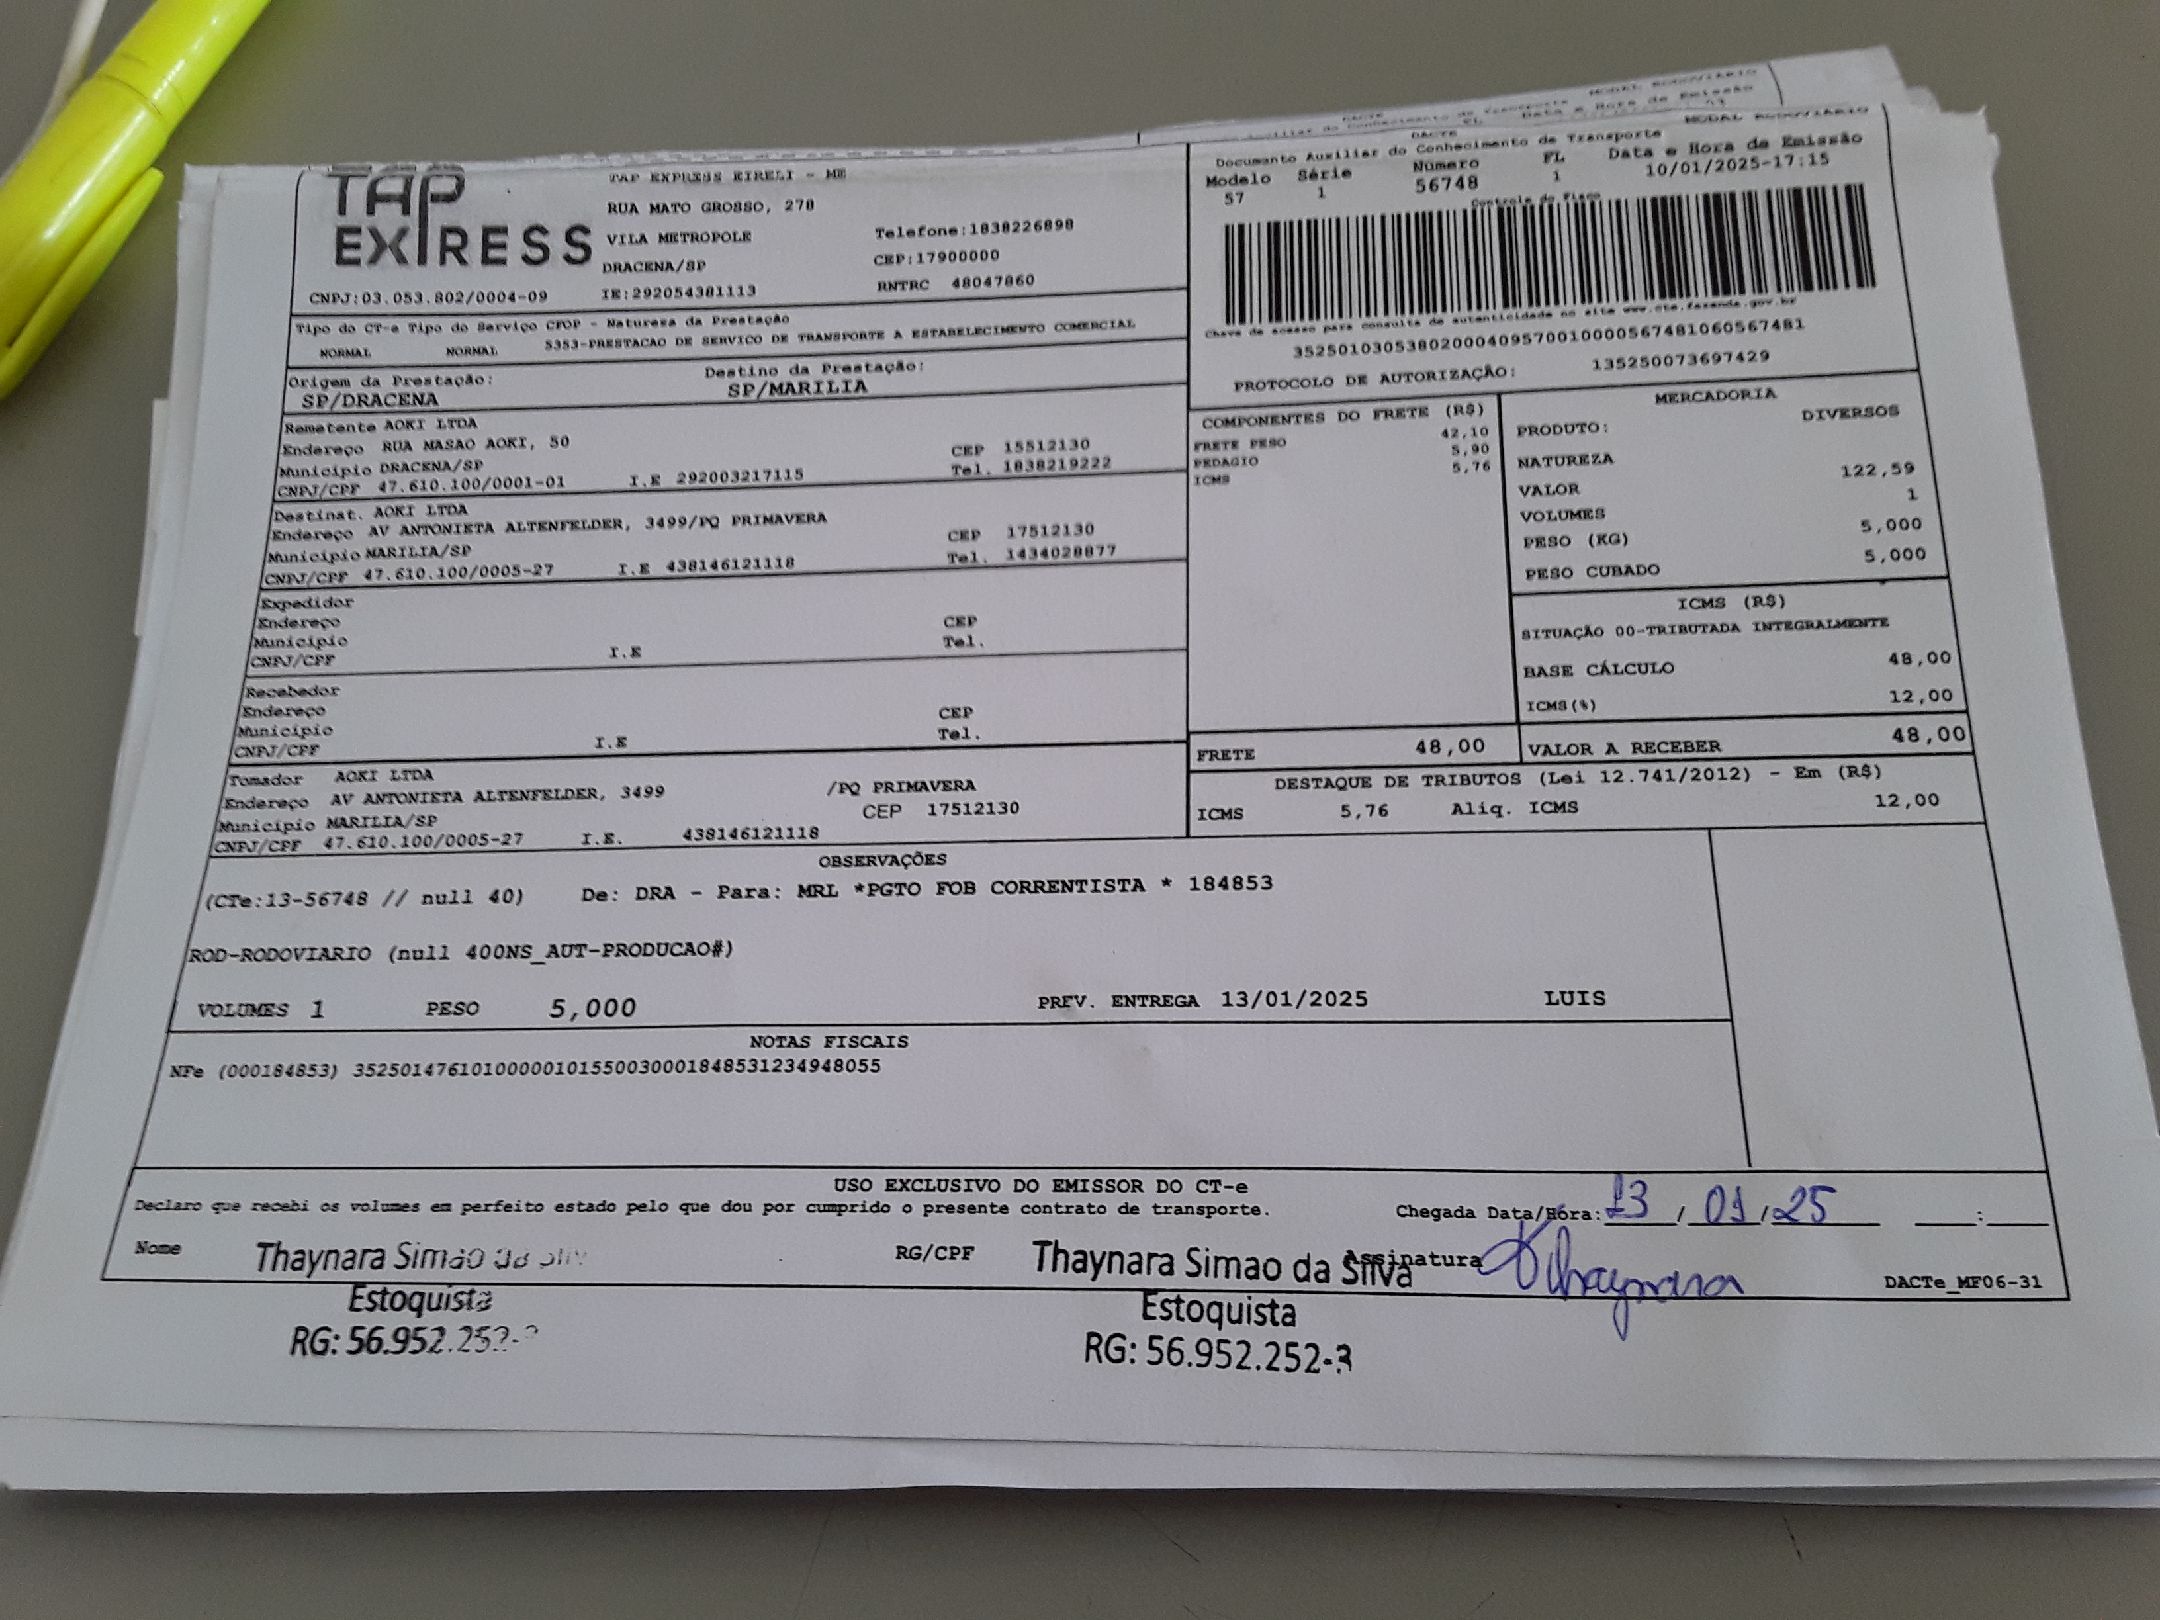 TAP
EXPRESS
TAP EXPRESS EIRELI - ME
RUA MATO GROSSO, 278
VILA METROPOLE Telefone:1838226898
DRACENA/SP CEP:17900000
CNPJ:03.053.802/0004-09 IE:292054381113 RNTRC 48047860
MODAL RODOVIÁRIO
DACTE
Documento Auxiliar do Conhecimento de Transporte
Modelo Série Número FL Data e Hora de Emissão
57 1 56748 1 10/01/2025-17:15
Controle do Fisco
Chave de acesso para consulta de autenticidade no site www.cte.fazenda.gov.br
35250103053802000409570010000567481060567481
PROTOCOLO DE AUTORIZAÇÃO: 135250073697429
Tipo do CT-e Tipo do Serviço CFOP - Natureza da Prestação
NORMAL NORMAL 5353-PRESTACAO DE SERVICO DE TRANSPORTE A ESTABELECIMENTO COMERCIAL
Origem da Prestação: Destino da Prestação:
SP/DRACENA SP/MARILIA
Remetente AOKI LTDA
Endereço RUA MASAO AOKI, 50 CEP 15512130
Município DRACENA/SP Tel. 1838219222
CNPJ/CPF 47.610.100/0001-01 I.E 292003217115
Destinat. AOKI LTDA
Endereço AV ANTONIETA ALTENFELDER, 3499/PQ PRIMAVERA CEP 17512130
Município MARILIA/SP Tel. 1434028877
CNPJ/CPF 47.610.100/0005-27 I.E 438146121118
Expedidor
Endereço CEP
Município Tel.
CNPJ/CPF I.E
Recebedor
Endereço CEP
Município Tel.
CNPJ/CPF I.E
Tomador AOKI LTDA
Endereço AV ANTONIETA ALTENFELDER, 3499 /PQ PRIMAVERA
Município MARILIA/SP CEP 17512130
CNPJ/CPF 47.610.100/0005-27 I.E. 438146121118
COMPONENTES DO FRETE (R$)
FRETE PESO 42,10
PEDAGIO 5,90
ICMS 5,76
MERCADORIA
PRODUTO: DIVERSOS
NATUREZA
VALOR 122,59
VOLUMES 1
PESO (KG) 5,000
PESO CUBADO 5,000
ICMS (R$)
SITUAÇÃO 00-TRIBUTADA INTEGRALMENTE
BASE CÁLCULO 48,00
ICMS(%) 12,00
FRETE 48,00 VALOR A RECEBER 48,00
DESTAQUE DE TRIBUTOS (Lei 12.741/2012) - Em (R$)
ICMS 5,76 Aliq. ICMS 12,00
OBSERVAÇÕES
(CTe:13-56748 // null 40) De: DRA - Para: MRL *PGTO FOB CORRENTISTA * 184853
ROD-RODOVIARIO (null 400NS_AUT-PRODUCAO#)
VOLUMES 1 PESO 5,000 PREV. ENTREGA 13/01/2025 LUIS
NOTAS FISCAIS
NFe (000184853) 35250147610100000101550030001848531234948055
USO EXCLUSIVO DO EMISSOR DO CT-e
Declaro que recebi os volumes em perfeito estado pelo que dou por cumprido o presente contrato de transporte. Chegada Data/Hora: 13 / 01 / 25 :
Nome Thaynara Simao da Silv RG/CPF Thaynara Simao da Silva Assinatura Thaynara DACTe_MF06-31
Estoquista Estoquista
RG: 56.952.252- RG: 56.952.252-3